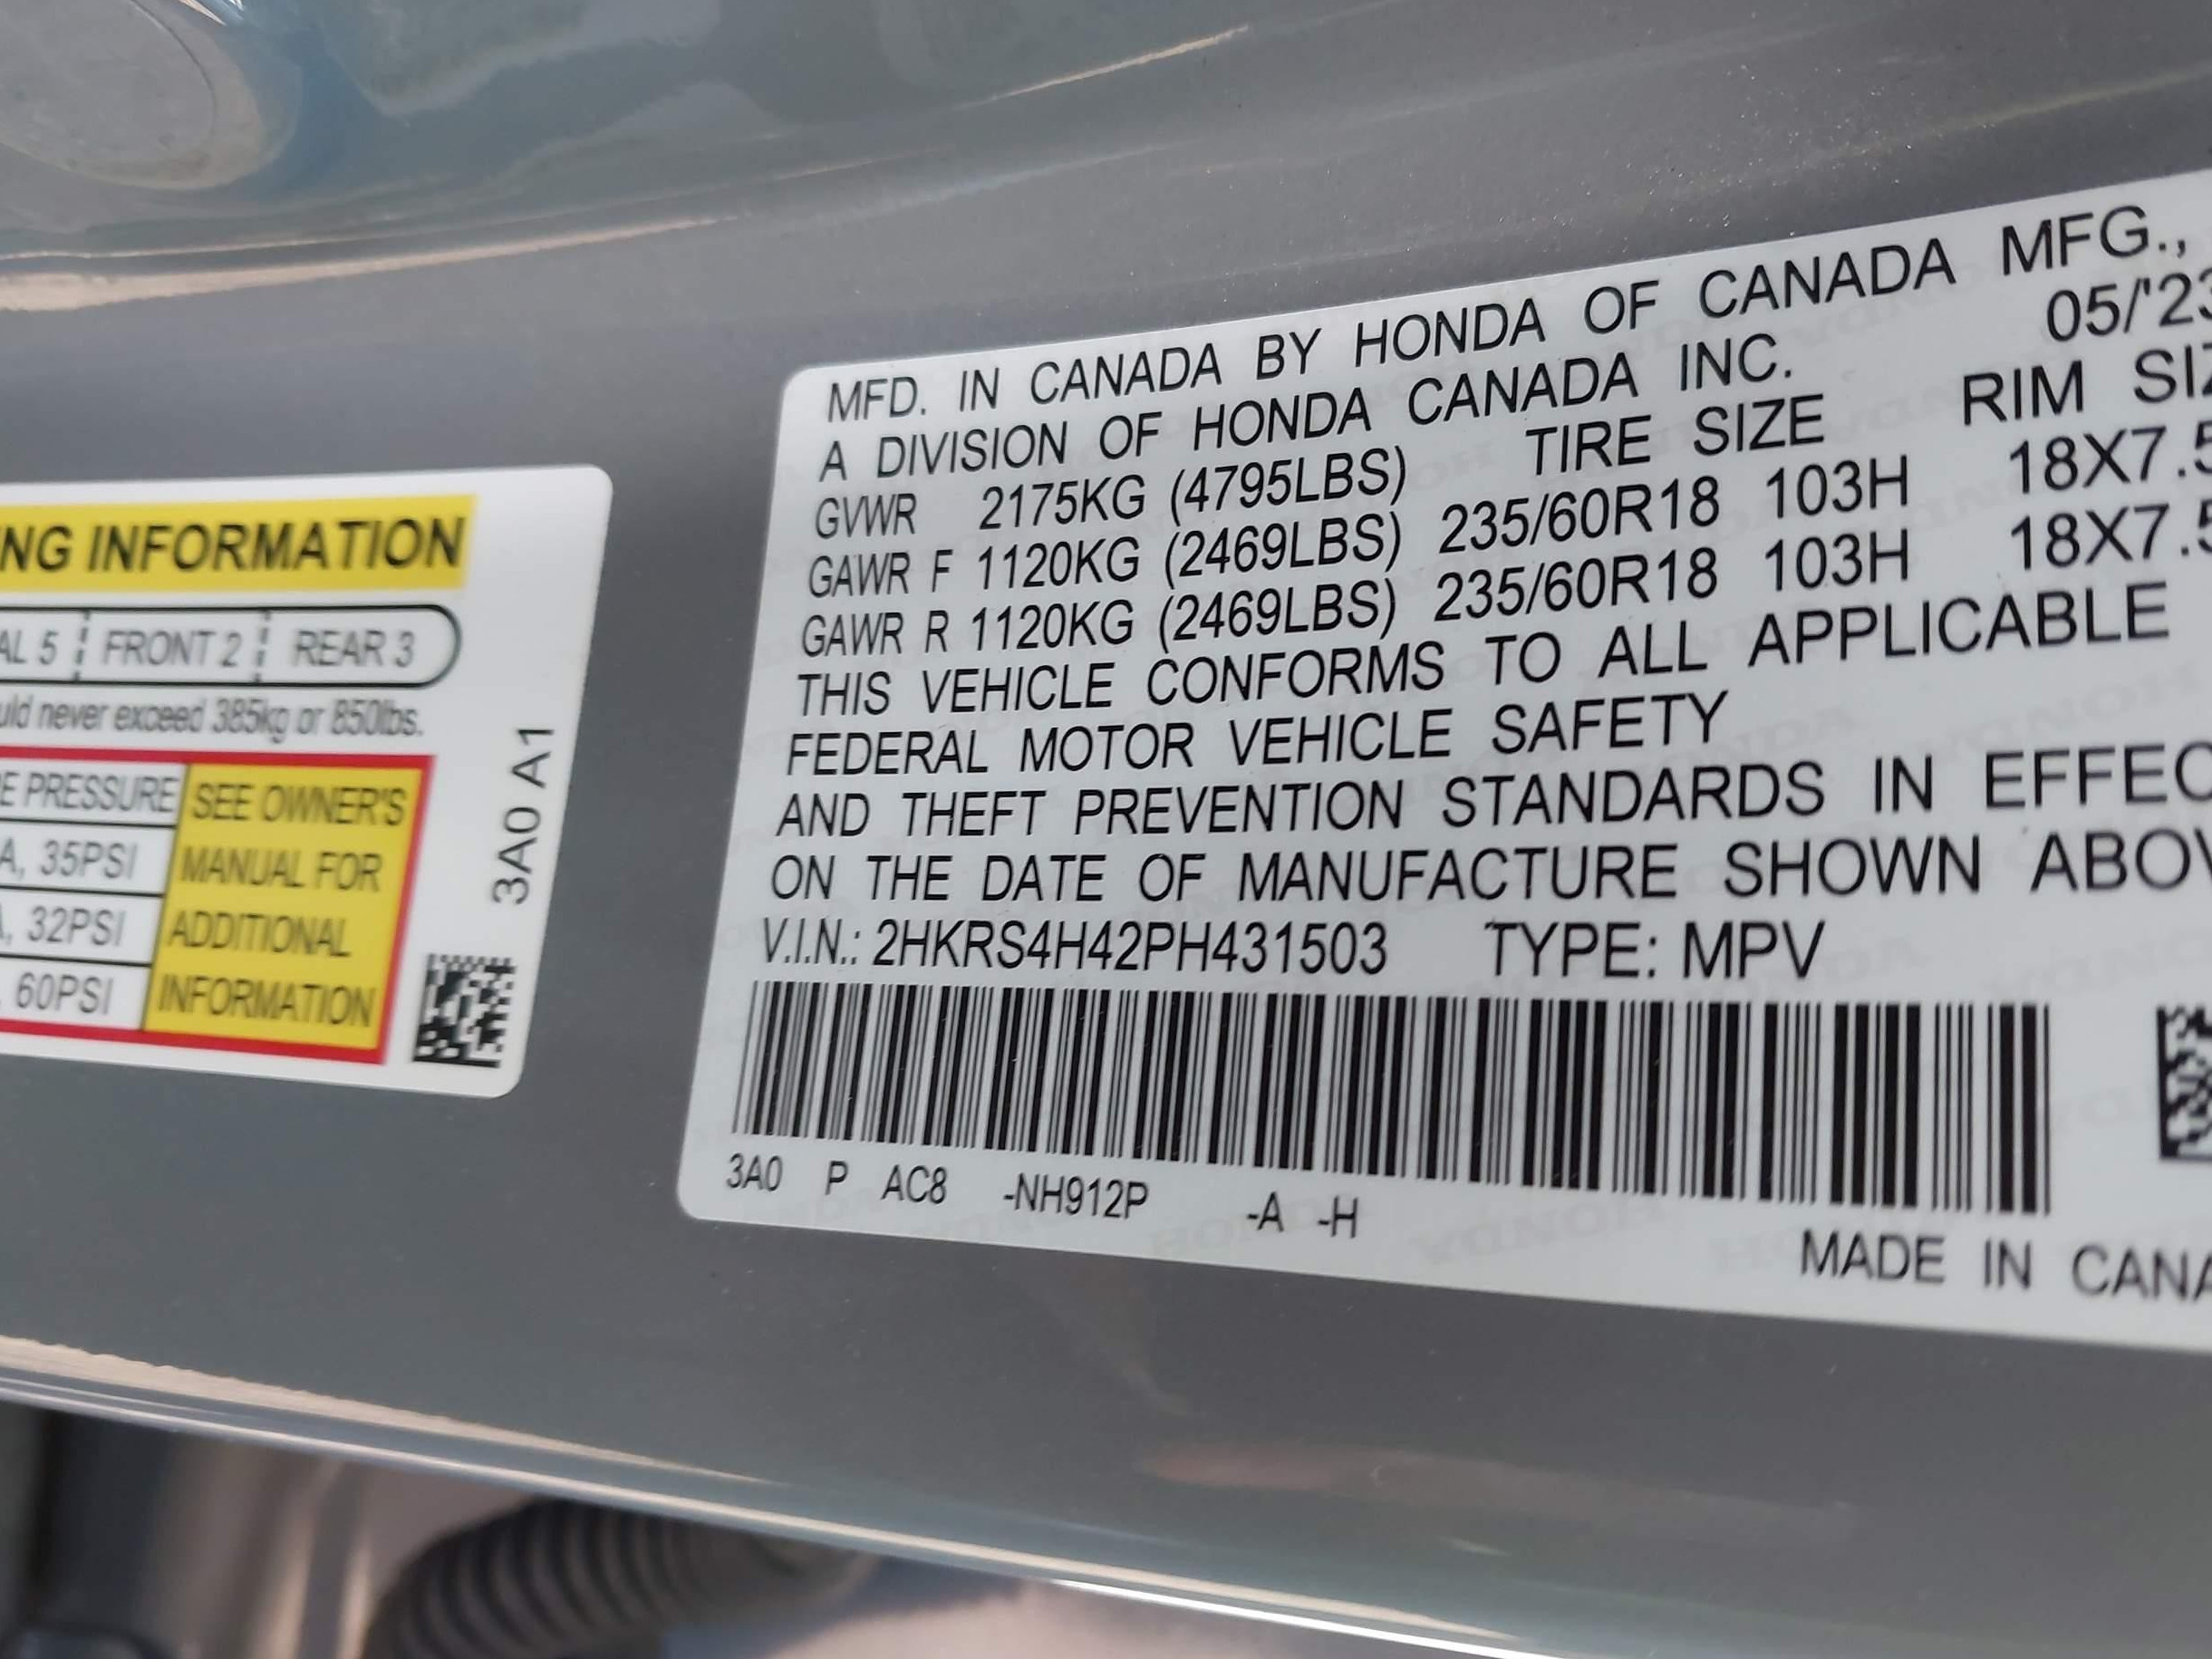 NG INFORMATION
AL 5 FRONT 2 REAR 3
uld never exceed 385kg or 850lbs.
E PRESSURE
A, 35PSI
, 32PSI
60PSI
SEE OWNER'S
MANUAL FOR
ADDITIONAL
INFORMATION
3A0 A1
MFD. IN CANADA BY HONDA OF CANADA MFG.,
A DIVISION OF HONDA CANADA INC. 05/'23
GVWR 2175KG (4795LBS) TIRE SIZE RIM SIZ
GAWR F 1120KG (2469LBS) 235/60R18 103H 18X7.5
GAWR R 1120KG (2469LBS) 235/60R18 103H 18X7.5
THIS VEHICLE CONFORMS TO ALL APPLICABLE
FEDERAL MOTOR VEHICLE SAFETY
AND THEFT PREVENTION STANDARDS IN EFFEC
ON THE DATE OF MANUFACTURE SHOWN ABOV
V.I.N.: 2HKRS4H42PH431503 TYPE: MPV
3A0 P AC8 -NH912P -A -H
MADE IN CANA